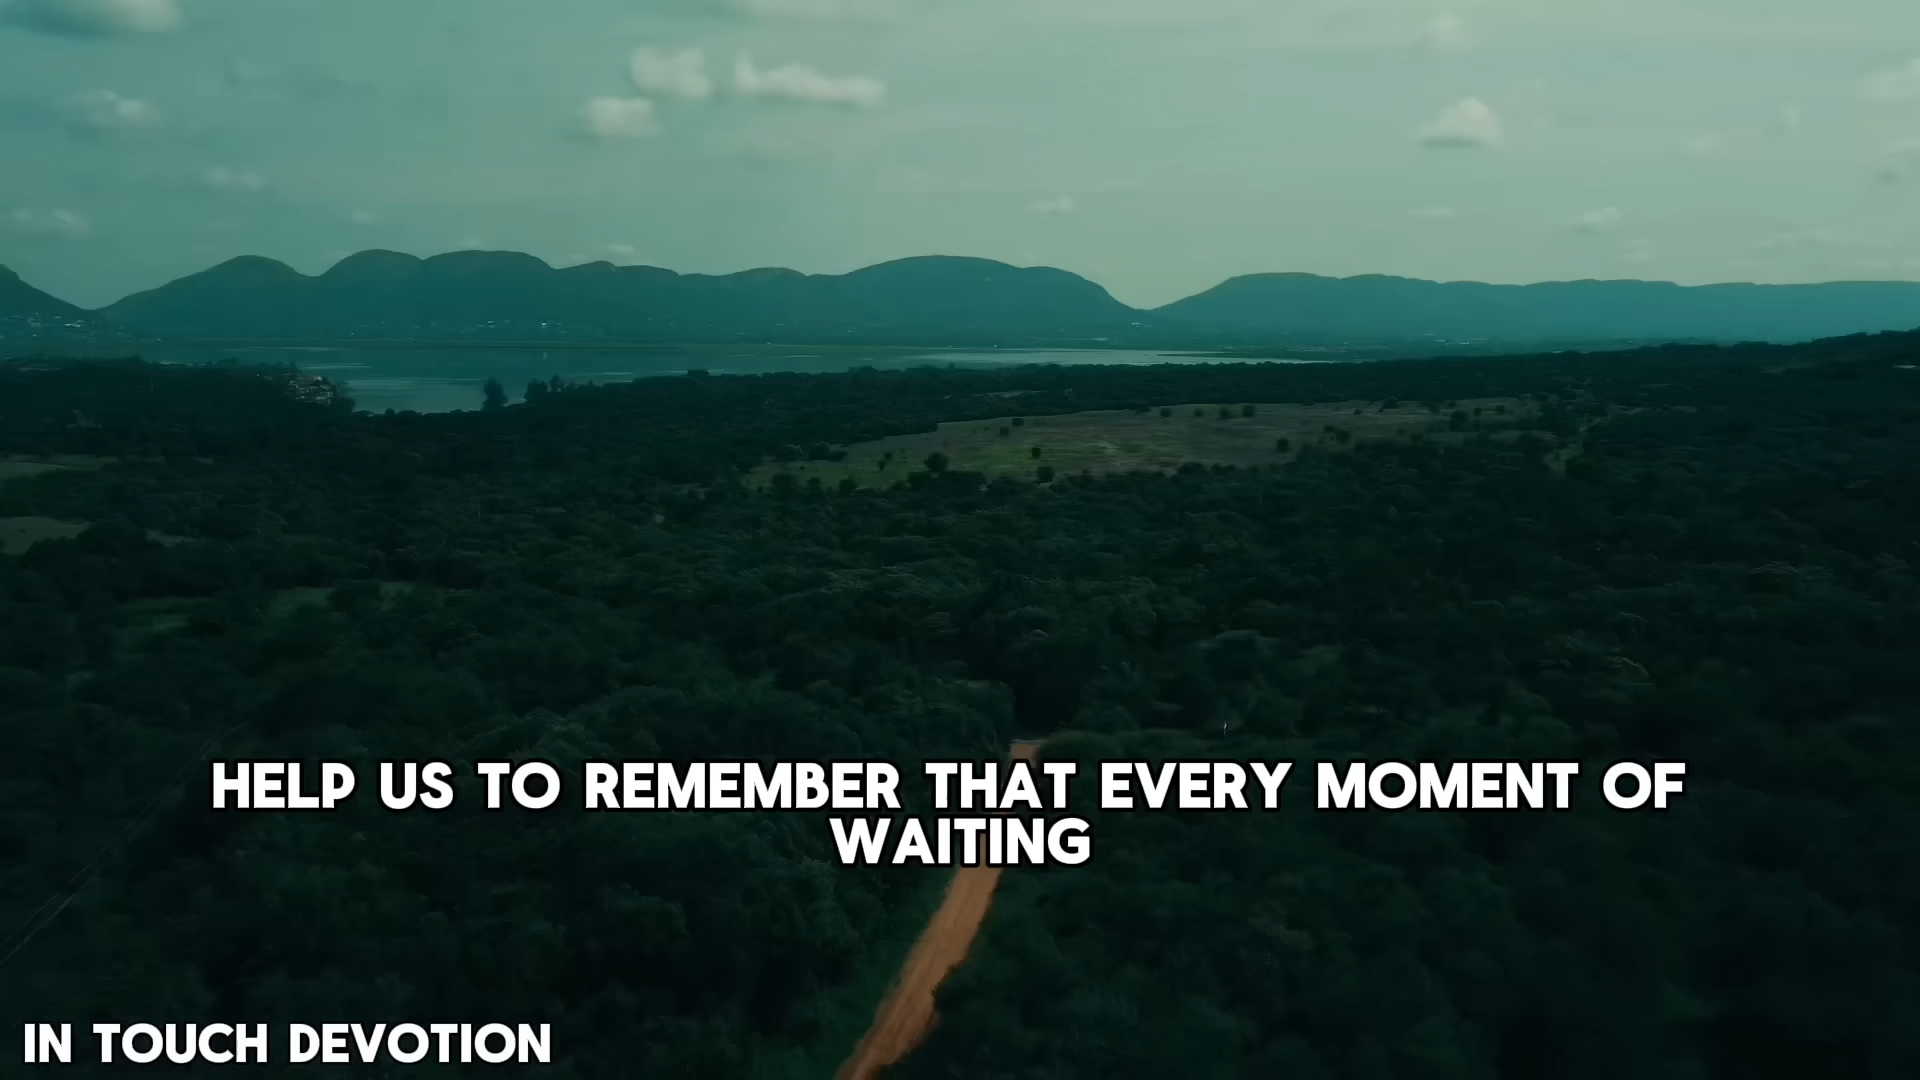 HELP US TO REMEMBER THAT EVERY MOMENT OF
WAITING
IN TOUCH DEVOTION